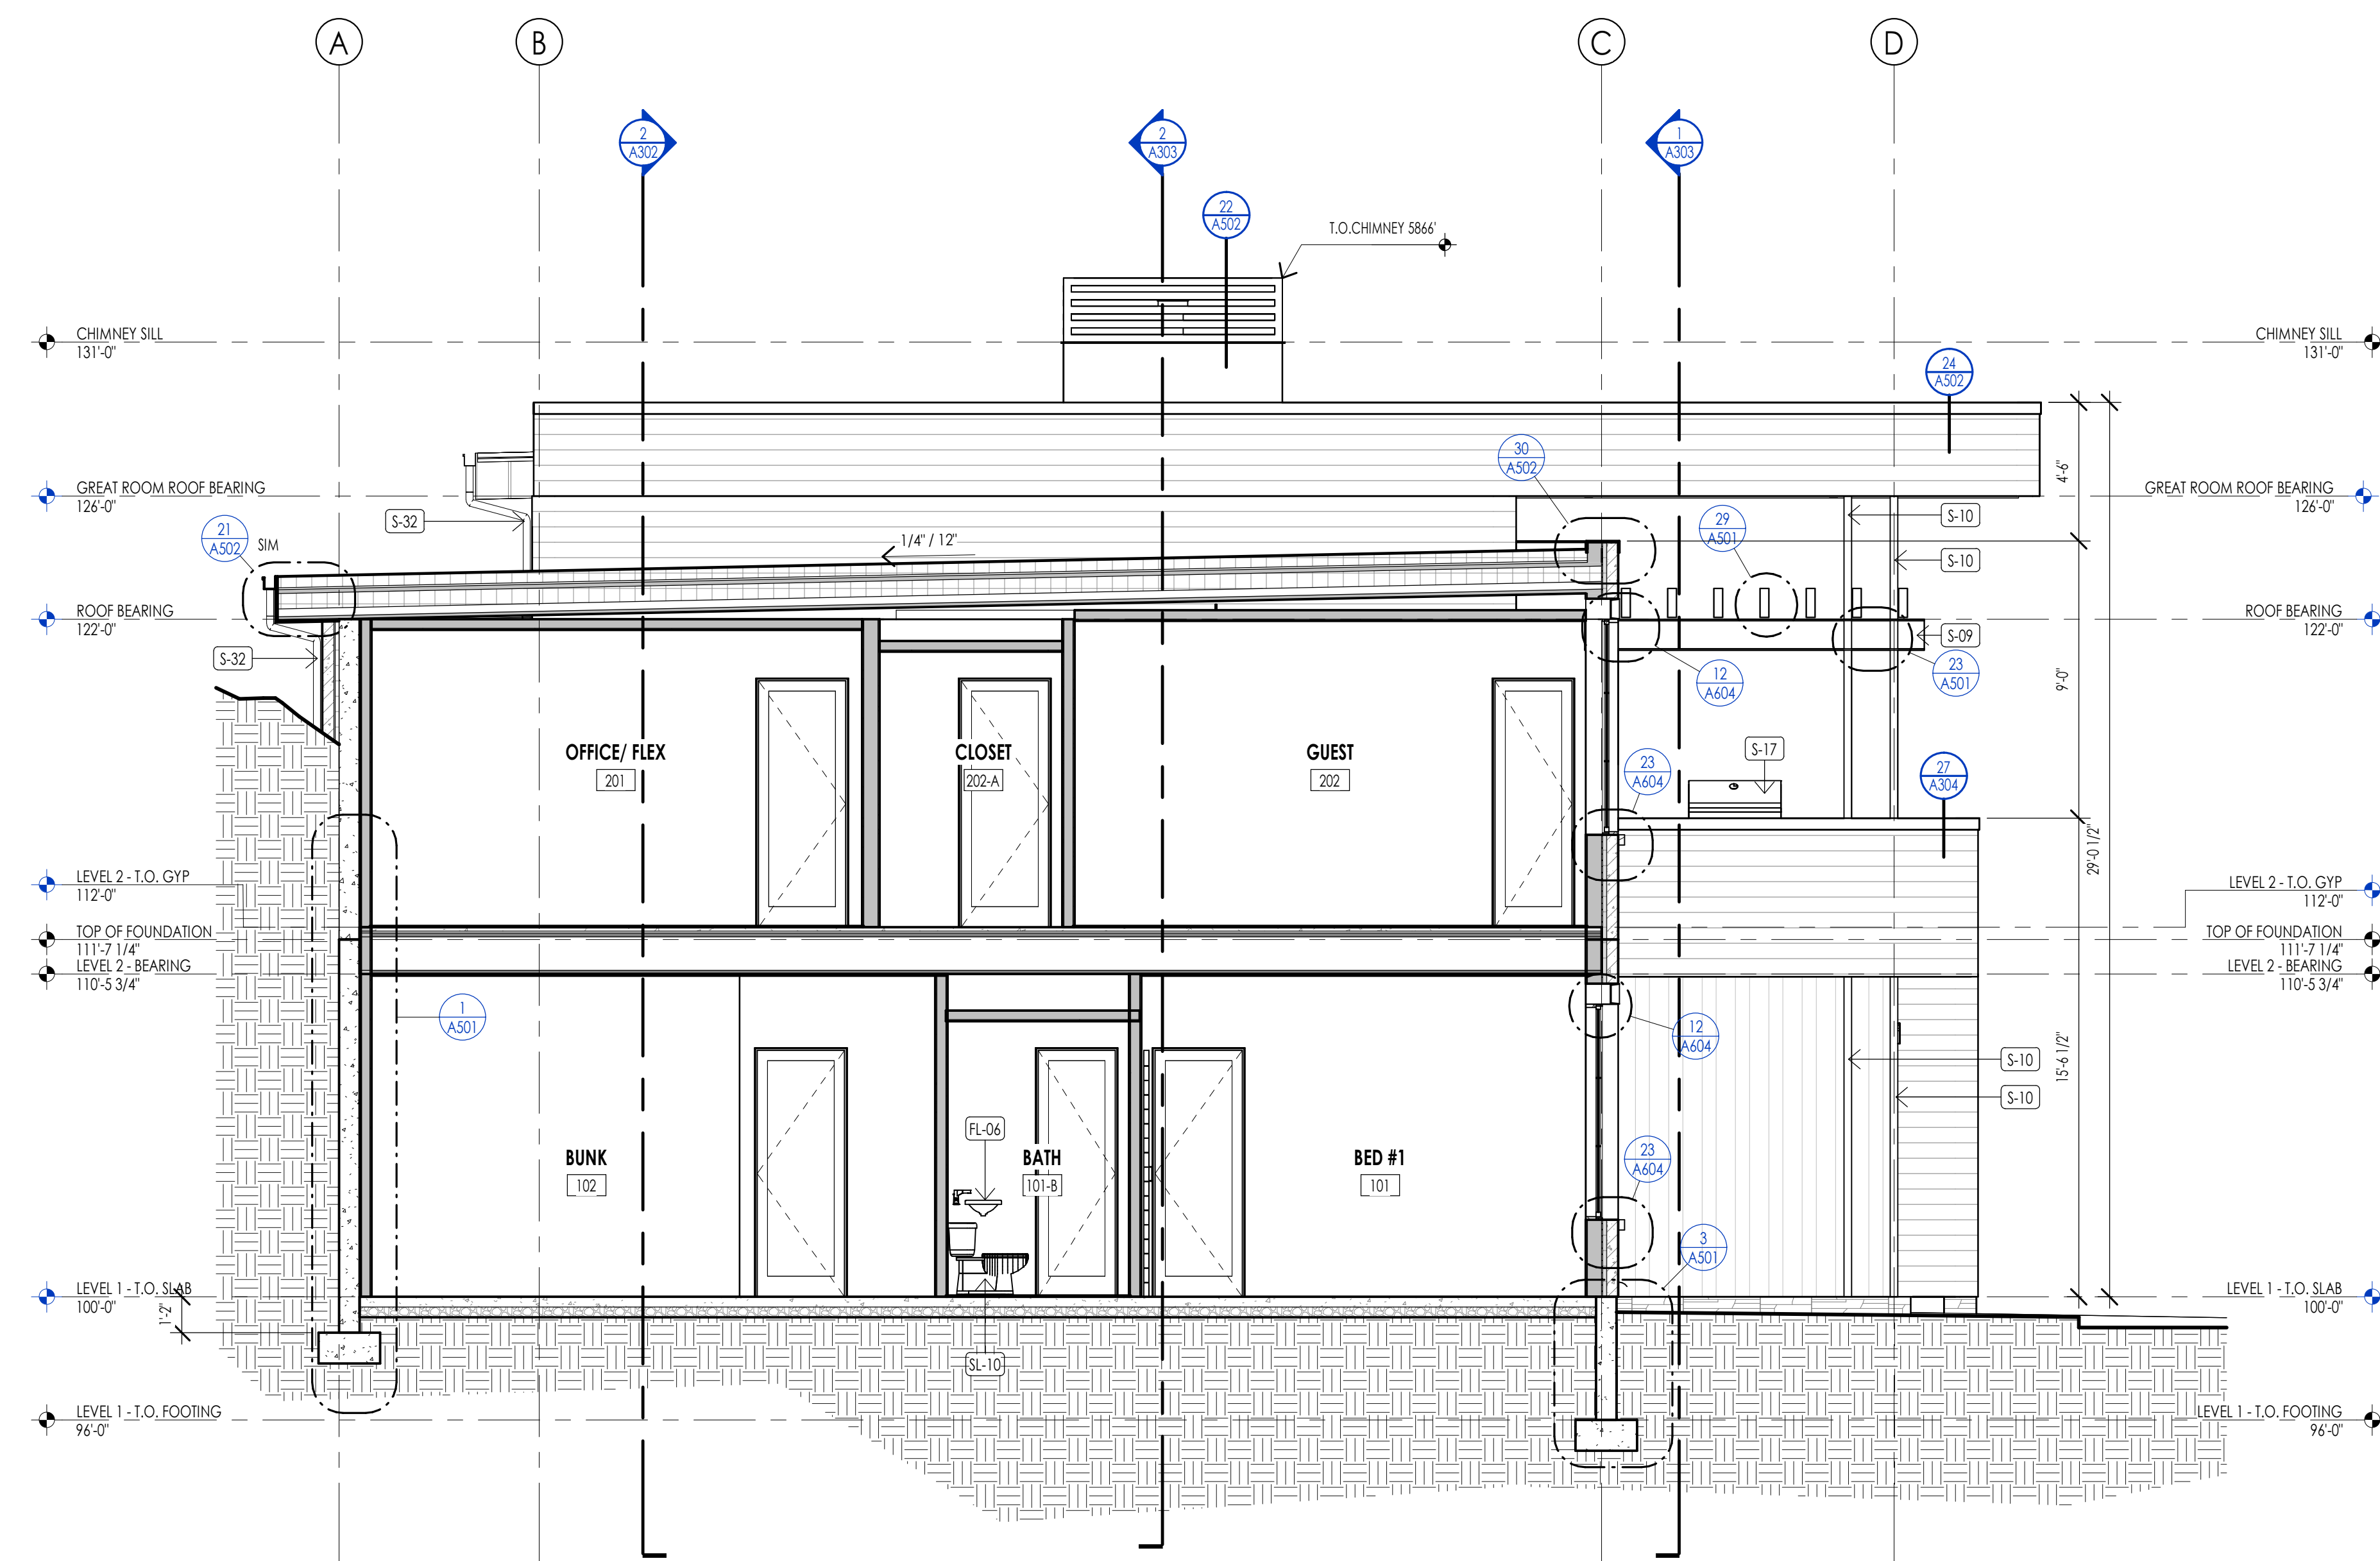 A
B
C
D
2
A302
2
A303
1
A303
22
A502
T.O.CHIMNEY 5866'
CHIMNEY SILL
131'-0"
CHIMNEY SILL
131'-0"
24
A502
30
A502
4'-6"
GREAT ROOM ROOF BEARING
126'-0"
GREAT ROOM ROOF BEARING
126'-0"
S-32
S-10
29
A501
21
A502
SIM
1/4" / 12"
S-10
ROOF BEARING
122'-0"
ROOF BEARING
122'-0"
S-09
S-32
23
A501
12
A604
9'-0"
OFFICE/ FLEX
201
CLOSET
202-A
GUEST
202
S-17
23
A604
27
A304
29'-0 1/2"
LEVEL 2 - T.O. GYP
112'-0"
LEVEL 2 - T.O. GYP
112'-0"
TOP OF FOUNDATION
111'-7 1/4"
TOP OF FOUNDATION
111'-7 1/4"
LEVEL 2 - BEARING
110'-5 3/4"
LEVEL 2 - BEARING
110'-5 3/4"
1
A501
12
A604
15'-6 1/2"
S-10
S-10
FL-06
BUNK
102
BATH
101-B
BED #1
101
23
A604
3
A501
LEVEL 1 - T.O. SLAB
100'-0"
LEVEL 1 - T.O. SLAB
100'-0"
1'-2"
SL-10
LEVEL 1 - T.O. FOOTING
96'-0"
LEVEL 1 - T.O. FOOTING
96'-0"